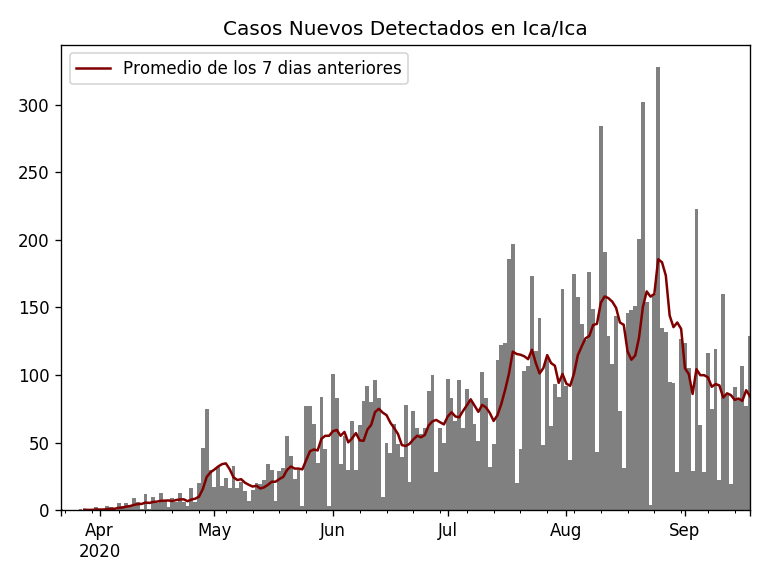 Casos Nuevos Detectados en Ica/Ica
Promedio de los 7 dias anteriores
300
250
200
150
100
50
0
Apr May Jun Jul Aug Sep
2020